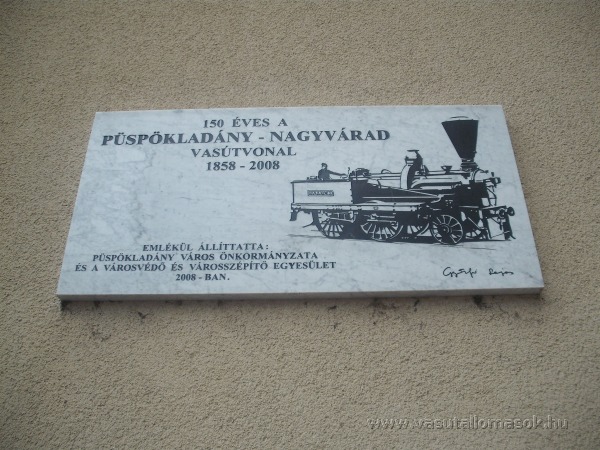 150 ÉVES A
PÜSPÖKLADÁNY - NAGYVÁRAD
VASÚTVONAL
1858 - 2008
EMLÉKÜL ÁLLÍTTATTA :
PÜSPÖKLADÁNY VÁROS ÖNKORMÁNYZATA
ÉS A VÁROSVÉDŐ ÉS VÁROSSZÉPÍTŐ EGYESÜLET
2008 - BAN.
www.vasutallomasok.hu